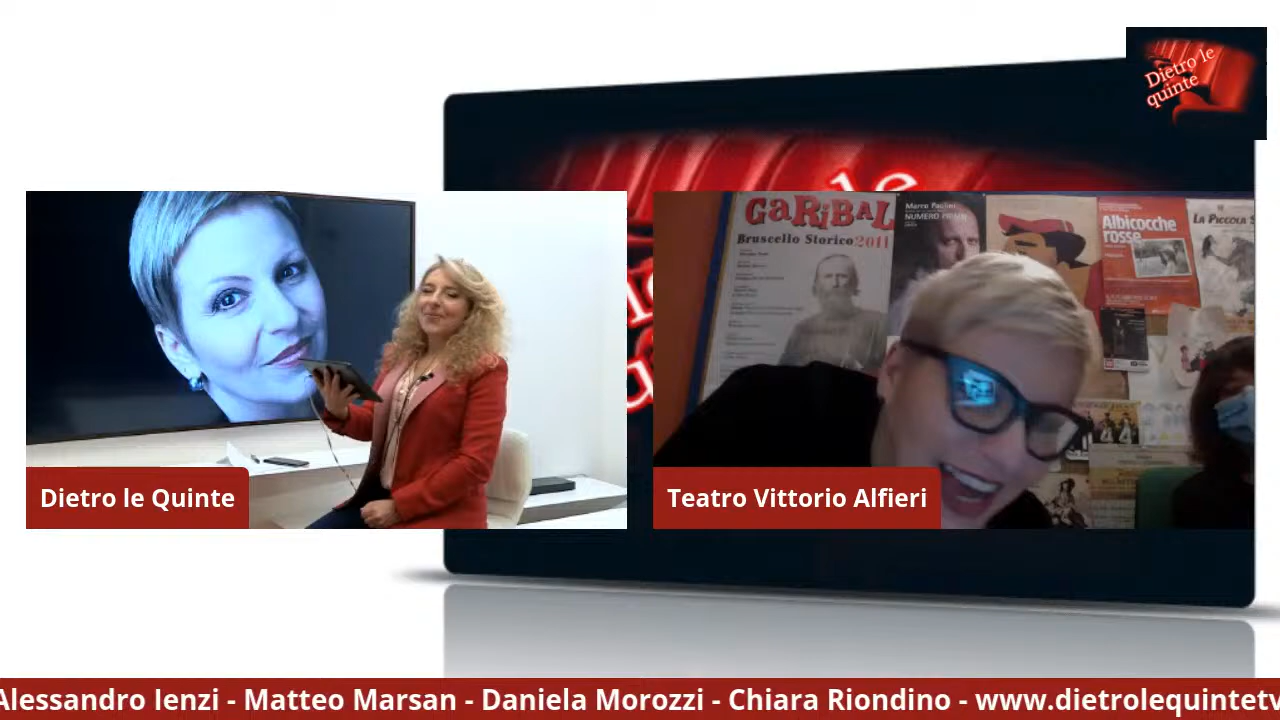 Dietro le
quinte
le
GaRiBAL
Bruscello Storico 2011
Marco Paolini
NUMERO PRIMO
Albicocche
rosse
LA PICCOLA S
Dietro le Quinte
Teatro Vittorio Alfieri
Alessandro Ienzi - Matteo Marsan - Daniela Morozzi - Chiara Riondino - www.dietrolequintetv